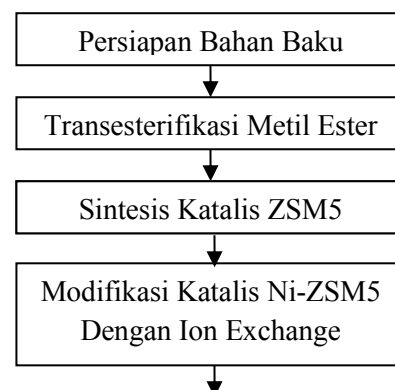 Persiapan Bahan Baku
Transesterifikasi Metil Ester
Sintesis Katalis ZSM5
Modifikasi Katalis Ni-ZSM5
Dengan Ion Exchange